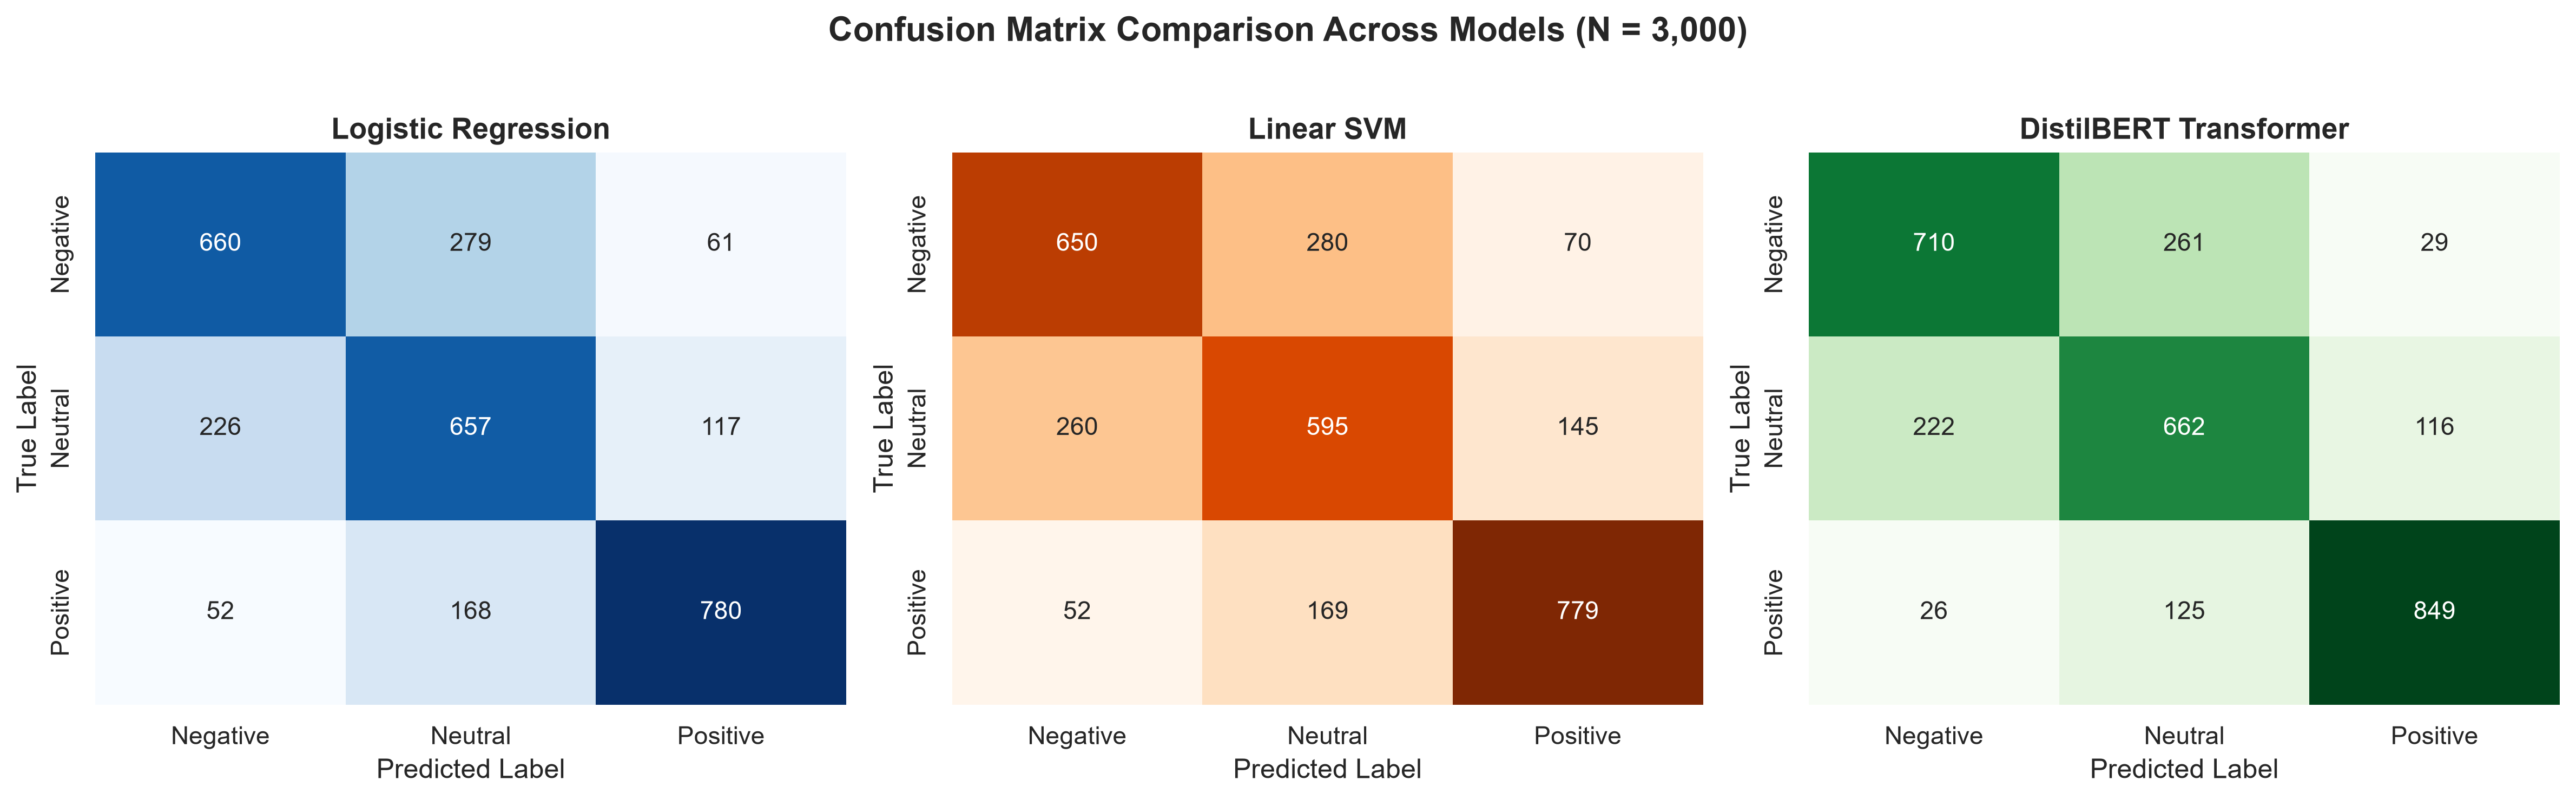 Confusion Matrix Comparison Across Models (N = 3,000)
Logistic Regression
True Label
Negative
660 279 61
Neutral
226 657 117
Positive
52 168 780
Negative Neutral Positive
Predicted Label
Linear SVM
True Label
Negative
650 280 70
Neutral
260 595 145
Positive
52 169 779
Negative Neutral Positive
Predicted Label
DistilBERT Transformer
True Label
Negative
710 261 29
Neutral
222 662 116
Positive
26 125 849
Negative Neutral Positive
Predicted Label